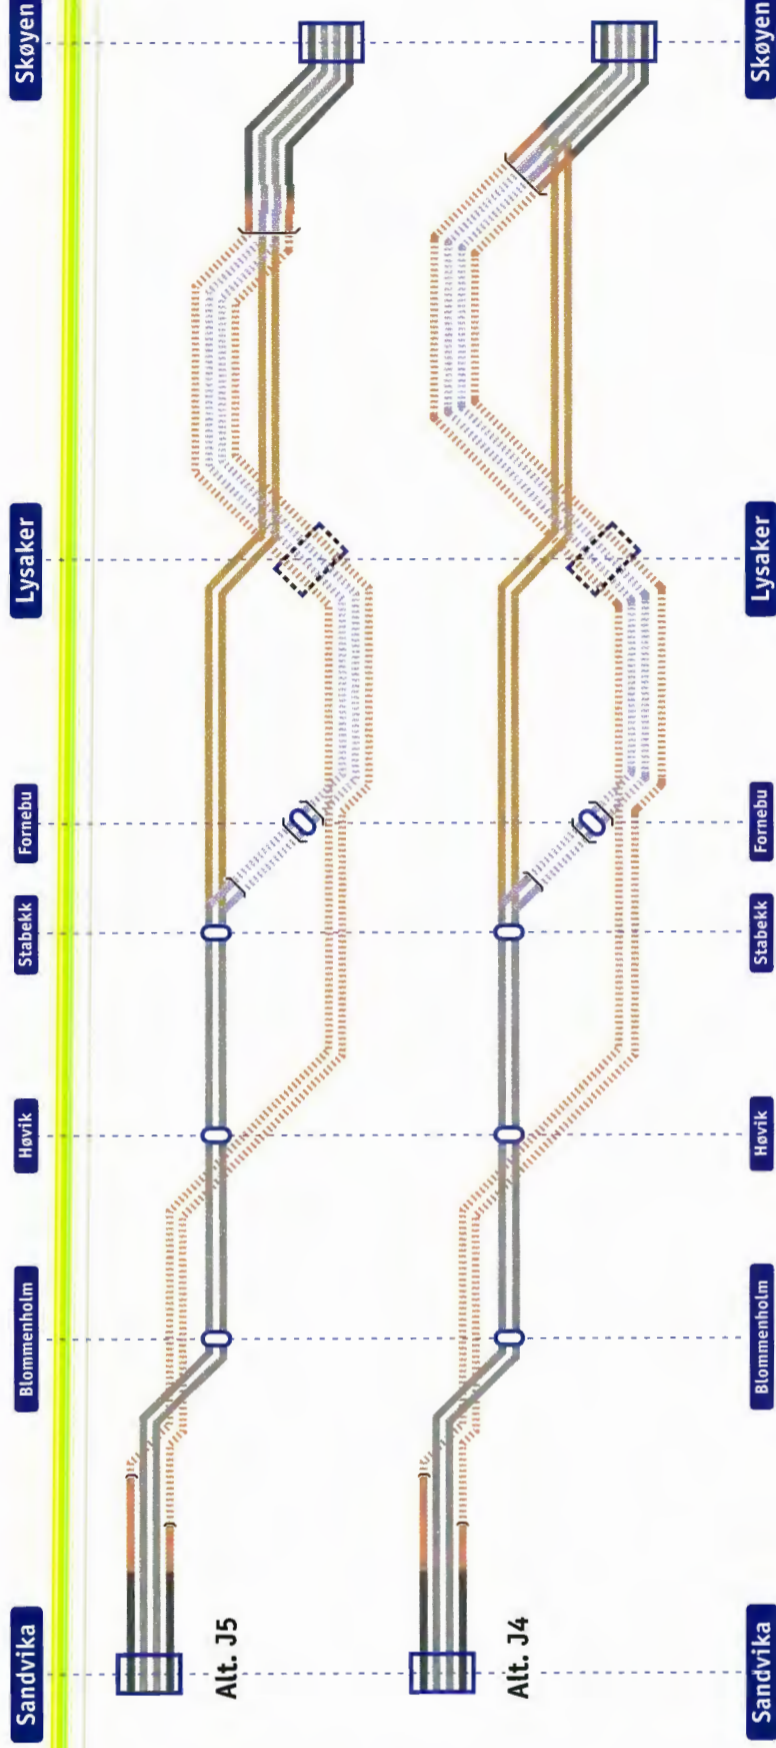 Sandvika
Blommenholm
Høvik
Stabekk
Fornebu
Lysaker
Skøyen
Alt. J5
Alt. J4
Sandvika
Blommenholm
Høvik
Stabekk
Fornebu
Lysaker
Skøyen